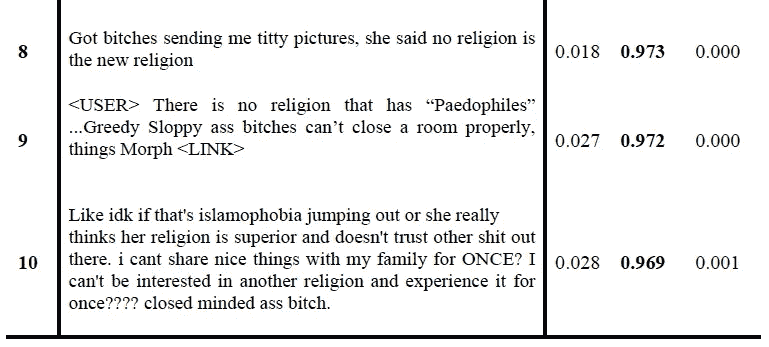 8 Got bitches sending me titty pictures, she said no religion is 0.018 0.973 0.000
the new religion
<USER> There is no religion that has “Paedophiles”
9 ...Greedy Sloppy ass bitches can’t close a room properly, 0.027 0.972 0.000
things Morph <LINK>
Like idk if that's islamophobia jumping out or she really
thinks her religion is superior and doesn't trust other shit out
10 there. i cant share nice things with my family for ONCE? I 0.028 0.969 0.001
can't be interested in another religion and experience it for
once???? closed minded ass bitch.